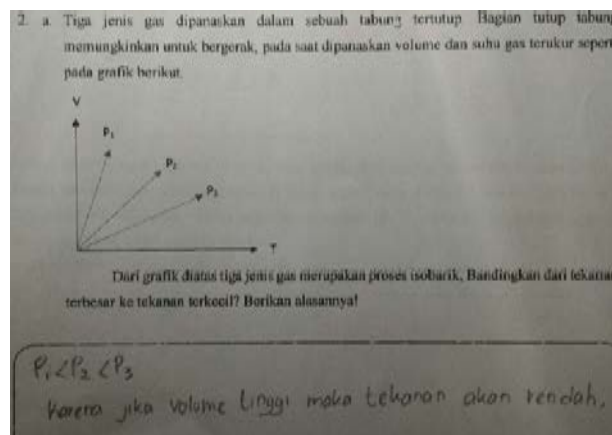 2. a. Tiga jenis gas dipanaskan dalam sebuah tabung tertutup. Bagian tutup tabung
memungkinkan untuk bergerak, pada saat dipanaskan volume dan suhu gas terukur seper
pada grafik berikut.
V
P₁
P₂
P₃
T
Dari grafik diatas tiga jenis gas merupakan proses isobarik, Bandingkan dari tekana
terbesar ke tekanan terkecil? Berikan alasannya!
P₁<P₂<P₃
Karena jika volume tinggi maka tekanan akan rendah.